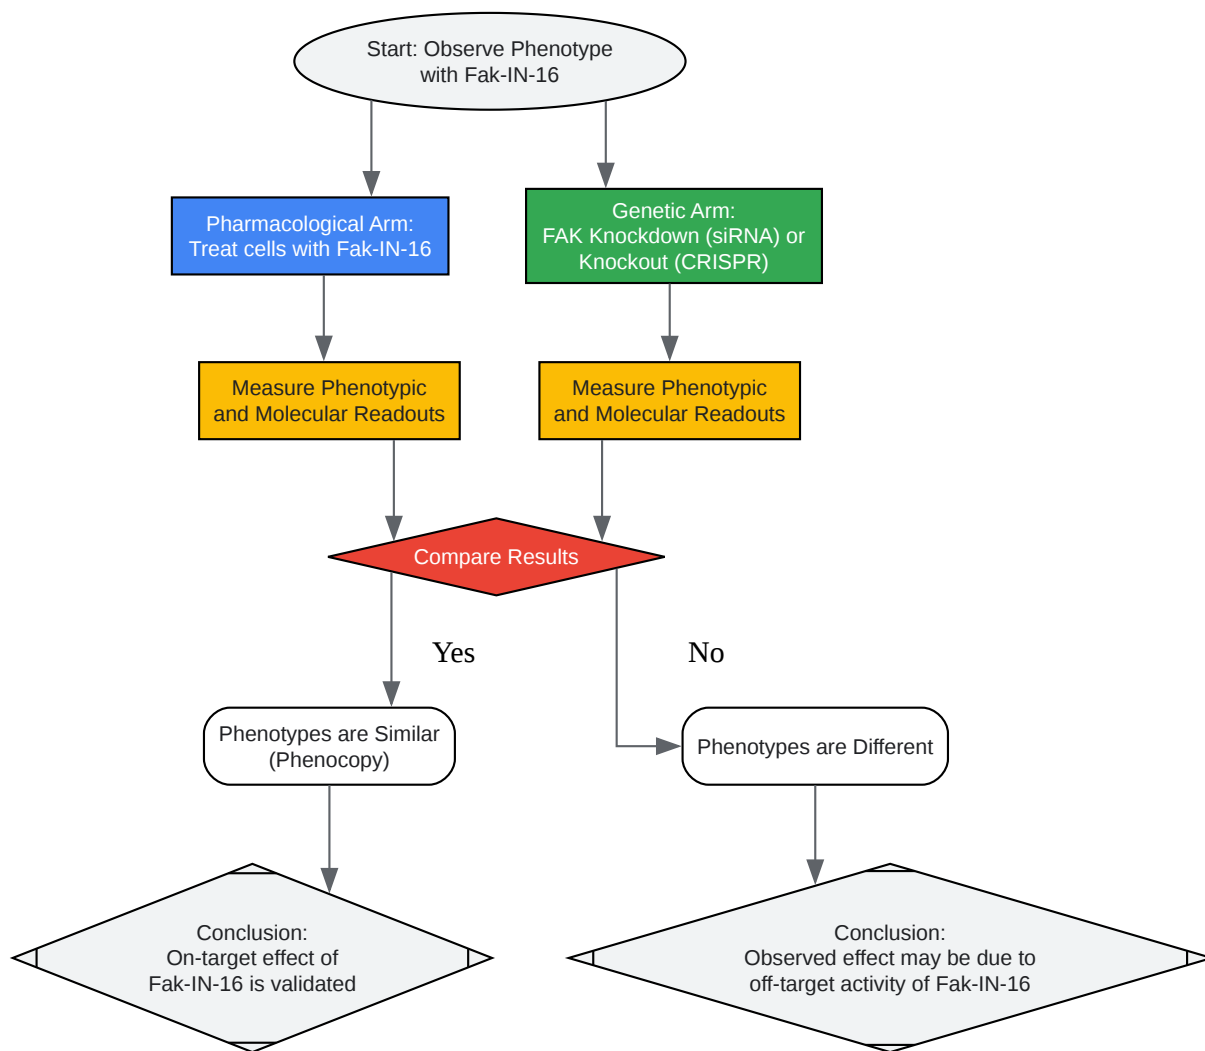 Start: Observe Phenotype
with Fak-IN-16
Pharmacological Arm:
Treat cells with Fak-IN-16
Genetic Arm:
FAK Knockdown (siRNA) or
Knockout (CRISPR)
Measure Phenotypic
and Molecular Readouts
Measure Phenotypic
and Molecular Readouts
Compare Results
Yes
No
Phenotypes are Similar
(Phenocopy)
Phenotypes are Different
Conclusion:
On-target effect of
Fak-IN-16 is validated
Conclusion:
Observed effect may be due to
off-target activity of Fak-IN-16